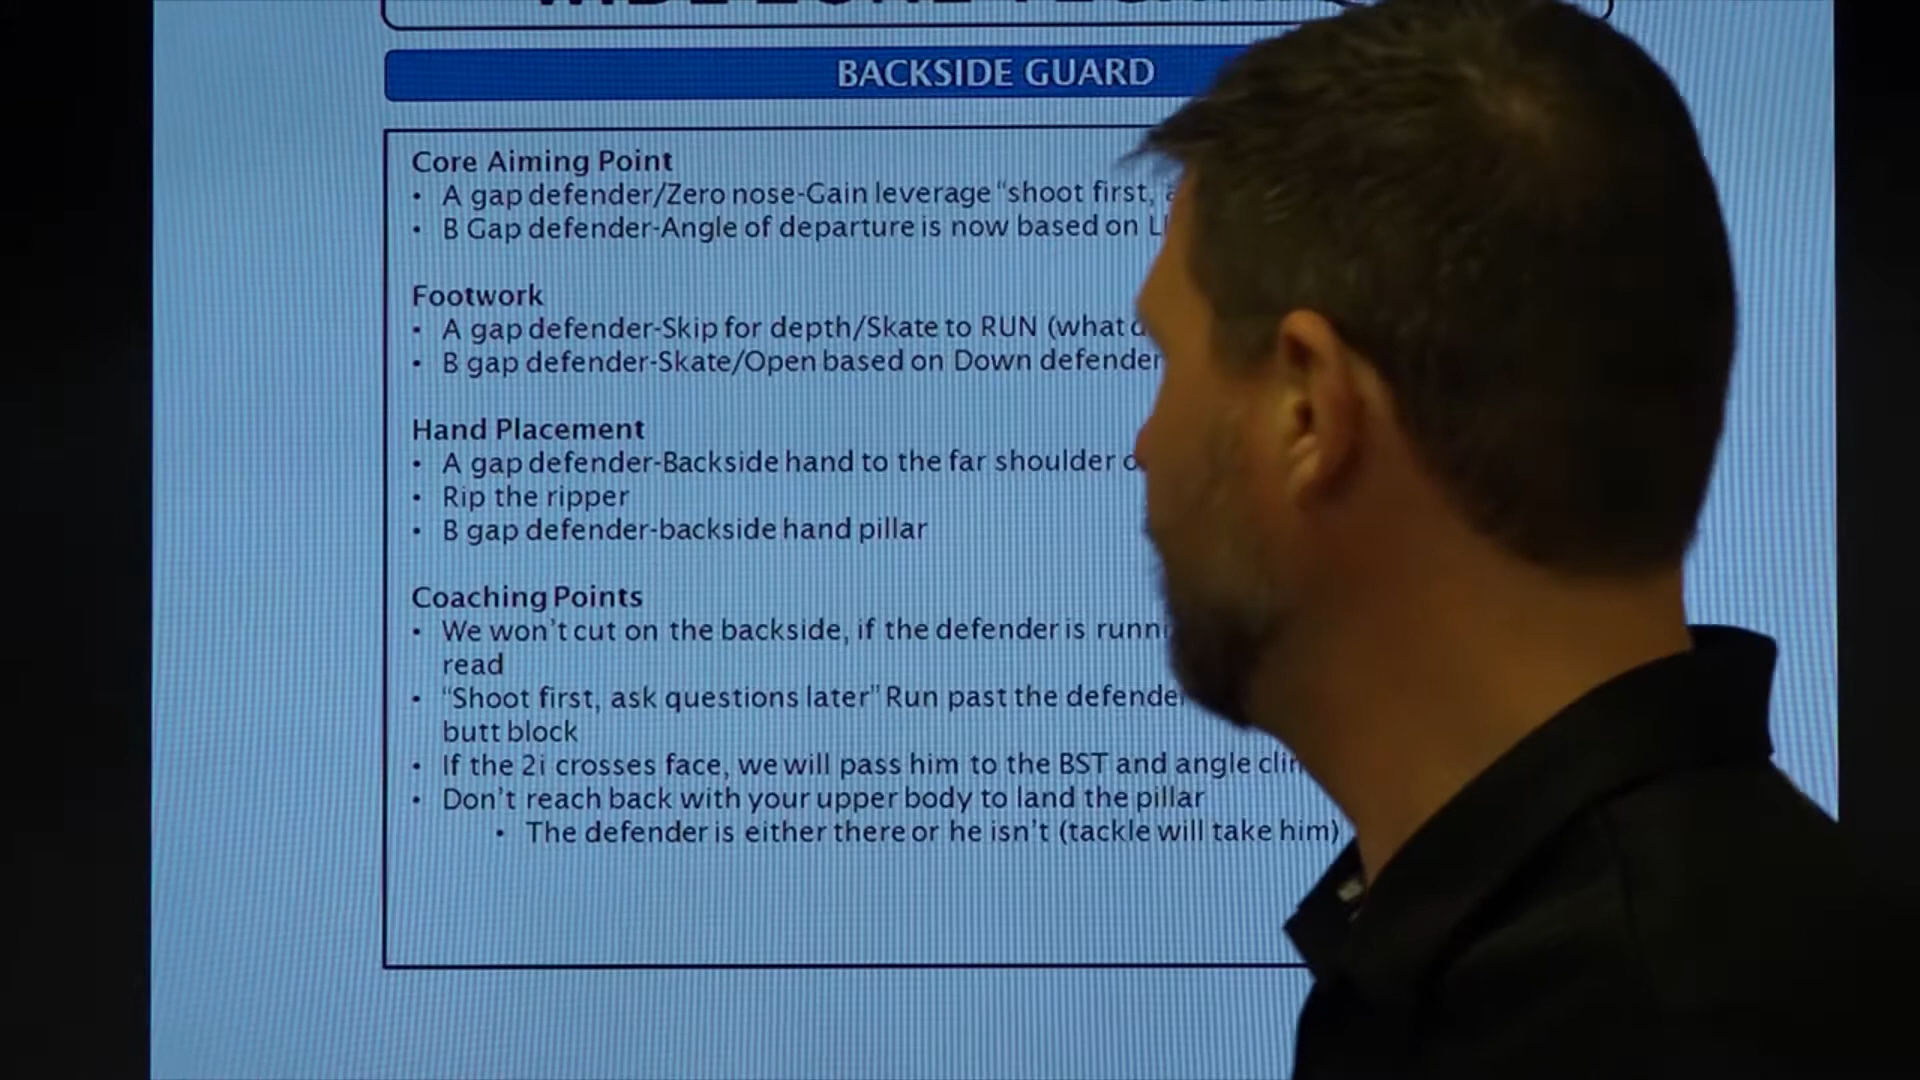 BACKSIDE GUARD
Core Aiming Point
• A gap defender/Zero nose-Gain leverage “shoot first,
• B Gap defender-Angle of departure is now based on
Footwork
• A gap defender-Skip for depth/Skate to RUN (what
• B gap defender-Skate/Open based on Down defender
Hand Placement
• A gap defender-Backside hand to the far shoulder
• Rip the ripper
• B gap defender-backside hand pillar
Coaching Points
• We won’t cut on the backside, if the defender is
read
• “Shoot first, ask questions later” Run past the
butt block
• If the 2i crosses face, we will pass him to the BST and angle
• Don’t reach back with your upper body to land the pillar
• The defender is either there or he isn’t (tackle will take him)